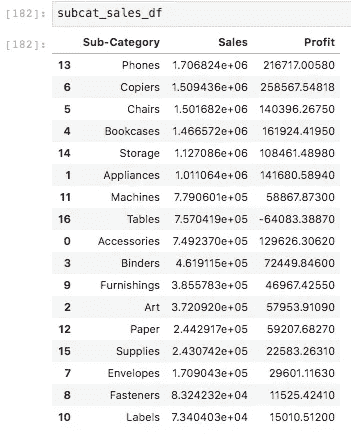 [182]: subcat_sales_df
[182]:
Sub-Category Sales Profit
13 Phones 1.706824e+06 216717.00580
6 Copiers 1.509436e+06 258567.54818
5 Chairs 1.501682e+06 140396.26750
4 Bookcases 1.466572e+06 161924.41950
14 Storage 1.127086e+06 108461.48980
1 Appliances 1.011064e+06 141680.58940
11 Machines 7.790601e+05 58867.87300
16 Tables 7.570419e+05 -64083.38870
0 Accessories 7.492370e+05 129626.30620
3 Binders 4.619115e+05 72449.84600
9 Furnishings 3.855783e+05 46967.42550
2 Art 3.720920e+05 57953.91090
12 Paper 2.442917e+05 59207.68270
15 Supplies 2.430742e+05 22583.26310
7 Envelopes 1.709043e+05 29601.11630
8 Fasteners 8.324232e+04 11525.42410
10 Labels 7.340403e+04 15010.51200